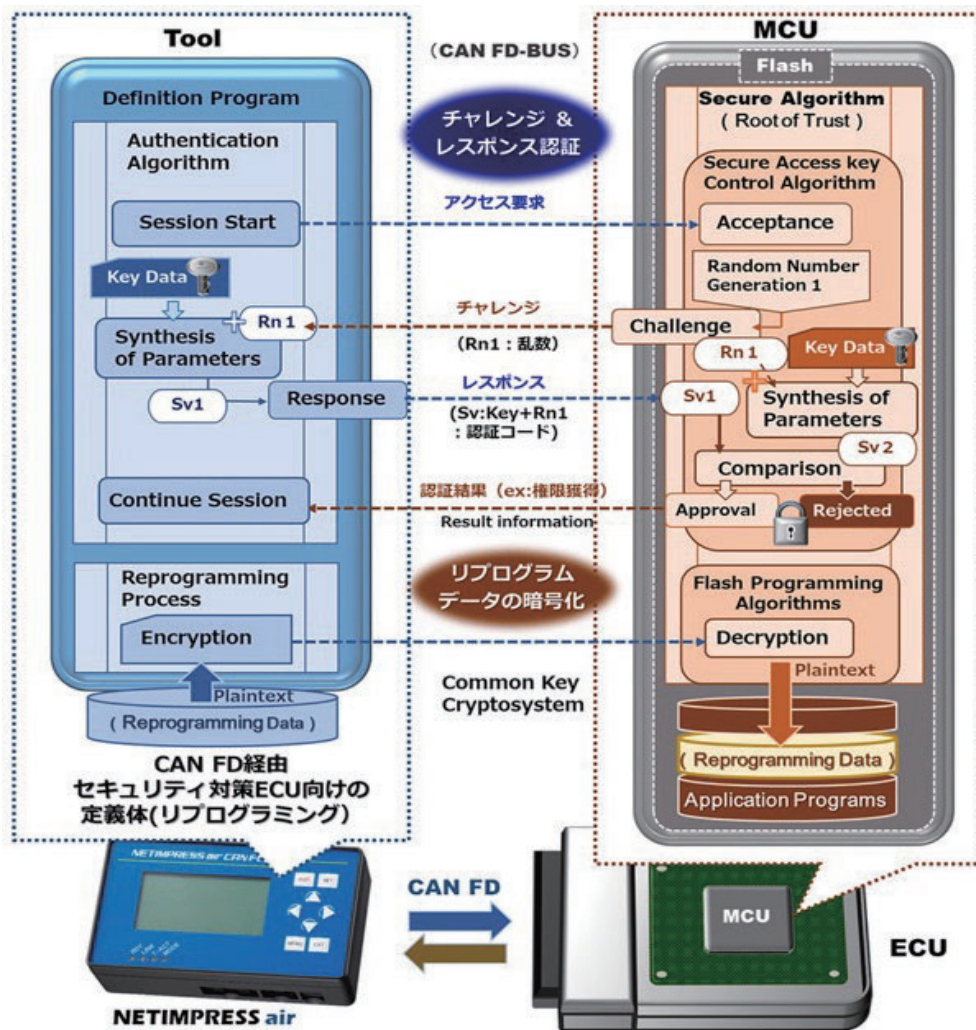 Tool
(CAN FD-BUS)
MCU
Flash
Definition Program
Secure Algorithm
( Root of Trust )
Authentication
Algorithm
チャレンジ &
レスポンス認証
Secure Access key
Control Algorithm
Session Start
アクセス要求
Acceptance
Key Data
Random Number
Generation 1
Rn 1
チャレンジ
Challenge
Synthesis
of Parameters
(Rn1:乱数)
Rn 1
Key Data
Sv1
Response
レスポンス
Sv1
Synthesis of
Parameters
(Sv:Key+Rn1
:認証コード)
Sv 2
Comparison
Continue Session
認証結果(ex:権限獲得)
Result information
Approval
Rejected
Reprogramming
Process
リプログラム
データの暗号化
Flash Programming
Algorithms
Encryption
Decryption
Plaintext
Plaintext
( Reprogramming Data )
Common Key
Cryptosystem
( Reprogramming Data )
Application Programs
CAN FD経由
セキュリティ対策ECU向けの
定義体(リプログラミング)
NETIMPRESS air
CAN FD
MCU
ECU
NETIMPRESS air